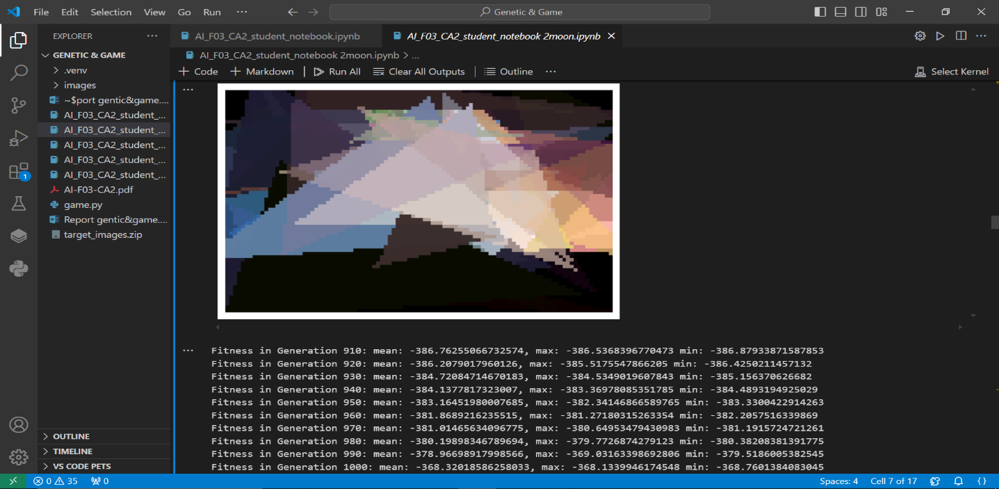 File Edit Selection View Go Run ··· Genetic & Game
EXPLORER ···
GENETIC & GAME
.venv
images
~$port gentic&game....
AI_F03_CA2_student_...
AI_F03_CA2_student_...
AI_F03_CA2_student_...
AI_F03_CA2_student_...
AI_F03_CA2_student_...
AI-F03-CA2.pdf
game.py
Report gentic&game....
target_images.zip
OUTLINE
TIMELINE
VS CODE PETS
1
AI_F03_CA2_student_notebook.ipynb AI_F03_CA2_student_notebook 2moon.ipynb
AI_F03_CA2_student_notebook 2moon.ipynb > ...
+ Code + Markdown | Run All Clear All Outputs | Outline ··· Select Kernel
Fitness in Generation 910: mean: -386.76255066732574, max: -386.5368396770473 min: -386.87933871587853
Fitness in Generation 920: mean: -386.2079017960126, max: -385.5175547866205 min: -386.4250211457132
Fitness in Generation 930: mean: -384.72084714670183, max: -384.5349019607843 min: -385.156370626682
Fitness in Generation 940: mean: -384.1377817323007, max: -383.36978085351785 min: -384.4893194925029
Fitness in Generation 950: mean: -383.16451980007685, max: -382.34146866589765 min: -383.3300422914263
Fitness in Generation 960: mean: -381.8689216235515, max: -381.27180315263354 min: -382.2057516339869
Fitness in Generation 970: mean: -381.01465634096775, max: -380.64953479430983 min: -381.1915724721261
Fitness in Generation 980: mean: -380.19898346789694, max: -379.7726874279123 min: -380.38208381391775
Fitness in Generation 990: mean: -378.96698917998566, max: -369.03163398692806 min: -379.5186005382545
Fitness in Generation 1000: mean: -368.32018586258033, max: -368.1339946174548 min: -368.7601384083045
0 35 0 Spaces: 4 Cell 7 of 17 {}